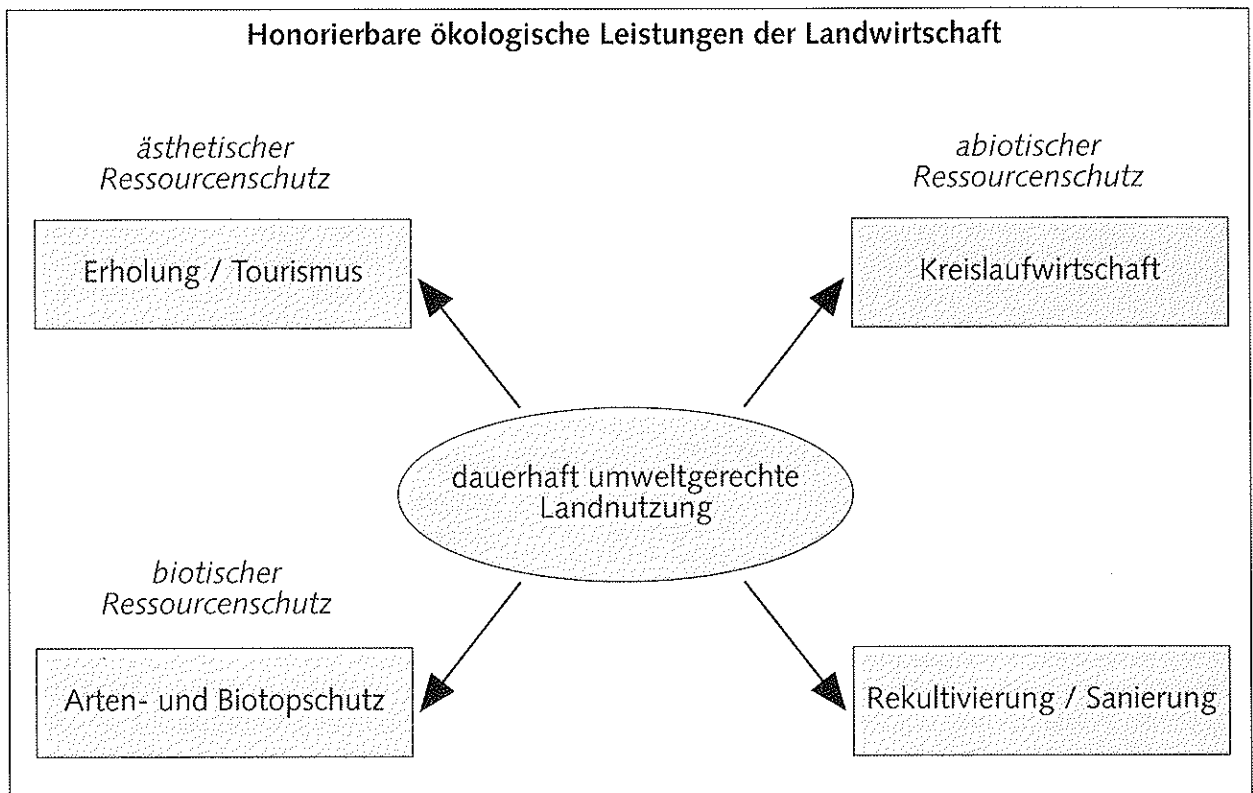 Honorierbare ökologische Leistungen der Landwirtschaft
ästhetischer
Ressourcenschutz
abiotischer
Ressourcenschutz
Erholung / Tourismus
Kreislaufwirtschaft
dauerhaft umweltgerechte
Landnutzung
biotischer
Ressourcenschutz
Arten- und Biotopschutz
Rekultivierung / Sanierung